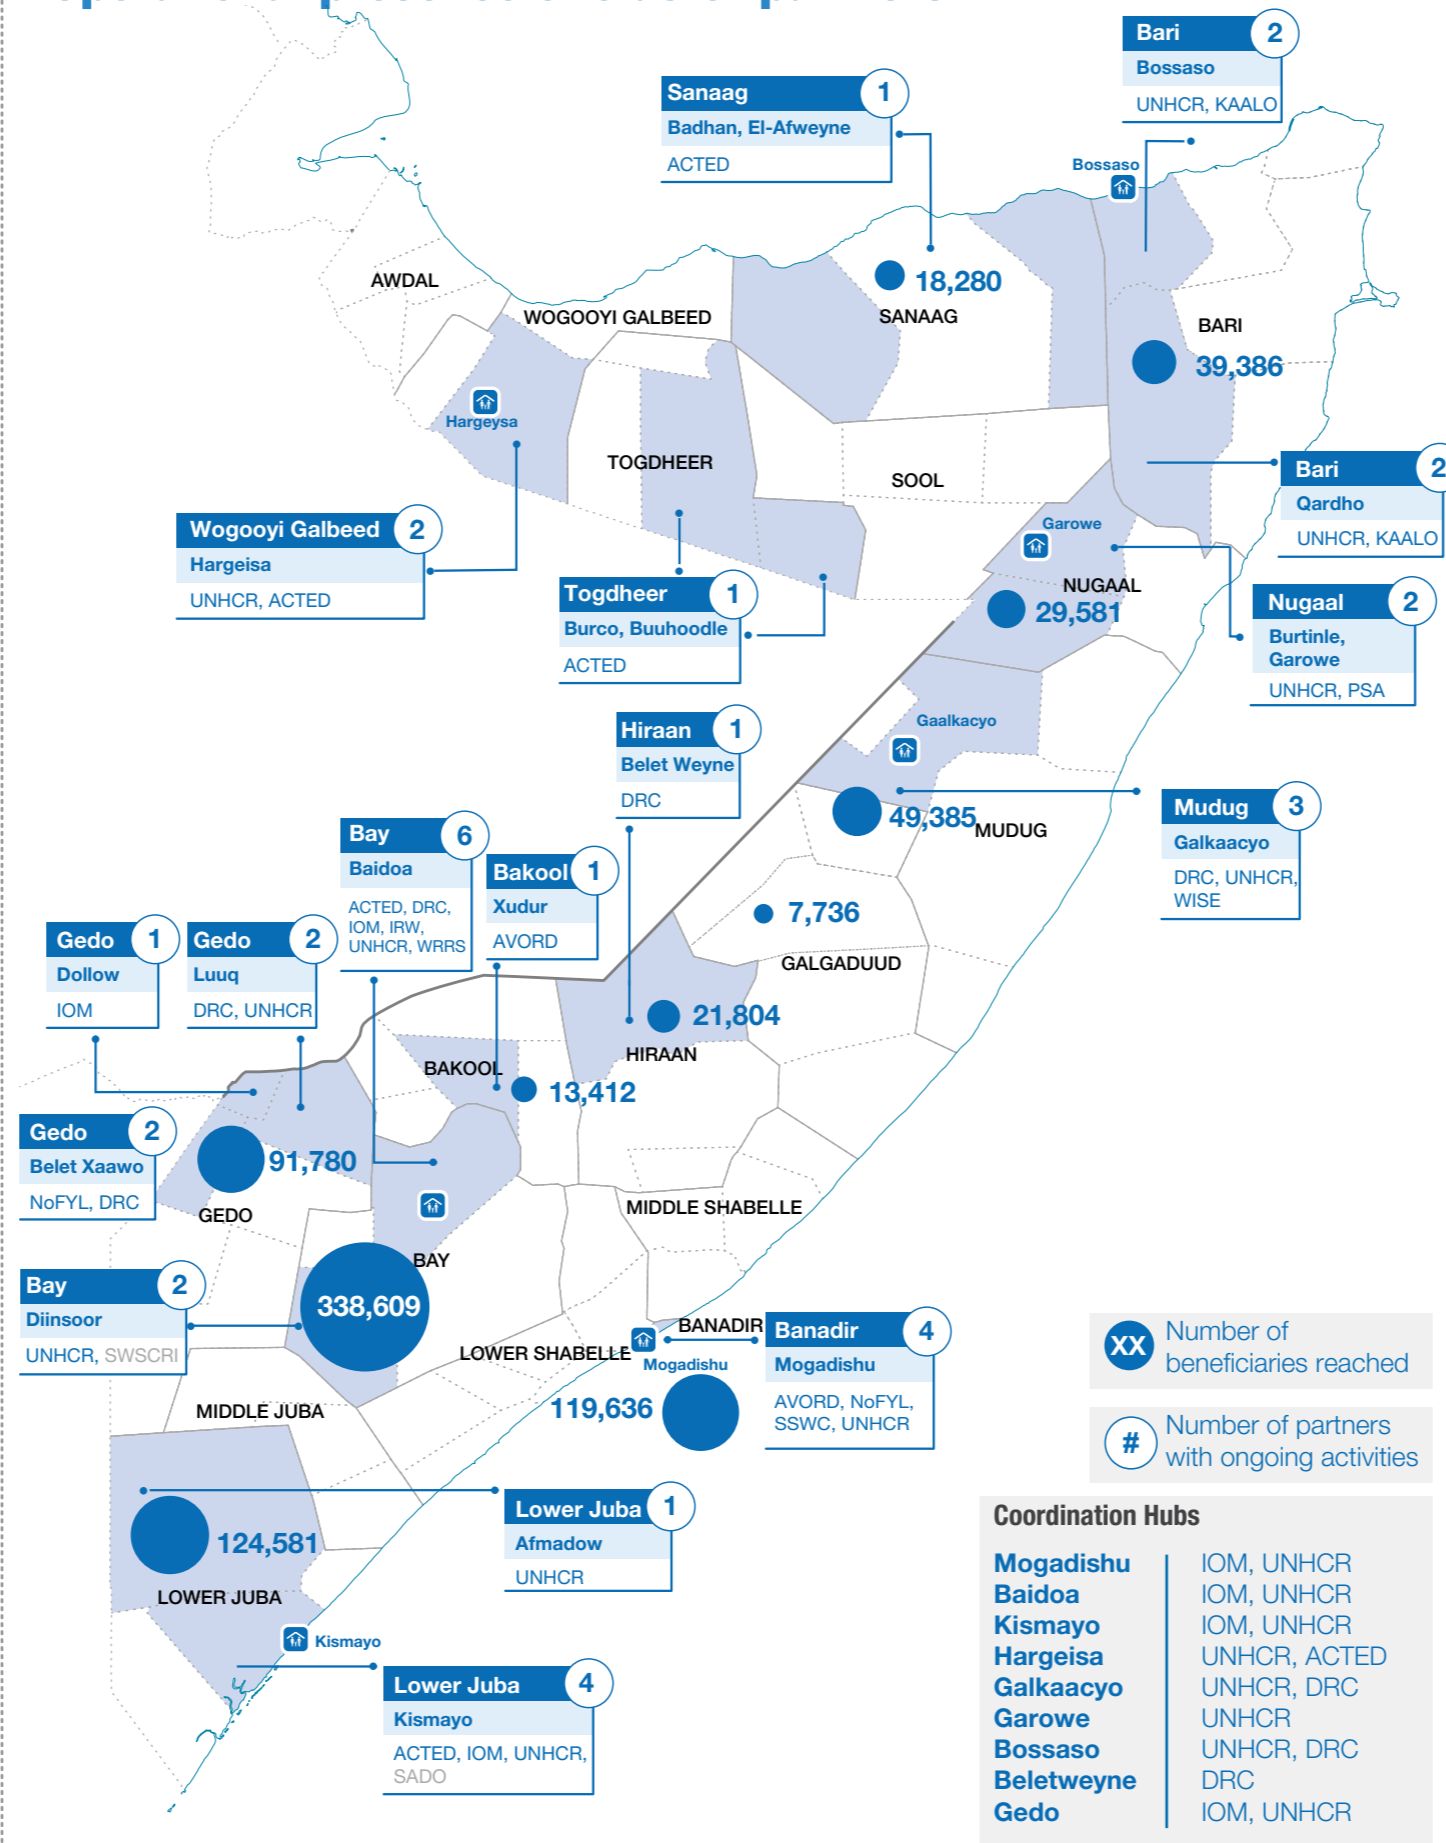 Bari 2
Bossaso
UNHCR, KAALO
Sanaag 1
Badhan, El-Afweyne
ACTED
Bossaso
AWDAL
WOGOOYI GALBEED
18,280
SANAAG
BARI
39,386
Hargeysa
TOGDHEER
SOOL
Bari 2
Qardho
UNHCR, KAALO
Wogooyi Galbeed 2
Hargeisa
UNHCR, ACTED
Garowe
NUGAAL
29,581
Togdheer 1
Burco, Buuhoodle
ACTED
Nugaal 2
Burtinle,
Garowe
UNHCR, PSA
Hiraan 1
Belet Weyne
DRC
Gaalkacyo
49,385
MUDUG
Mudug 3
Galkaacyo
DRC, UNHCR,
WISE
Bay 6
Baidoa
ACTED, DRC,
IOM, IRW,
UNHCR, WRRS
Bakool 1
Xudur
AVORD
7,736
GALGADUUD
Gedo 1
Dollow
IOM
Gedo 2
Luuq
DRC, UNHCR
21,804
HIRAAN
BAKOOL
13,412
Gedo 2
Belet Xaawo
NoFYL, DRC
91,780
GEDO
MIDDLE SHABELLE
BAY
338,609
Bay 2
Diinsoor
UNHCR, SWSCRI
LOWER SHABELLE
BANADIR
Mogadishu
119,636
Banadir 4
Mogadishu
AVORD, NoFYL,
SSWC, UNHCR
MIDDLE JUBA
124,581
LOWER JUBA
Lower Juba 1
Afmadow
UNHCR
Kismayo
Lower Juba 4
Kismayo
ACTED, IOM, UNHCR,
SADO
XX Number of
beneficiaries reached
# Number of partners
with ongoing activities
Coordination Hubs
Mogadishu IOM, UNHCR
Baidoa IOM, UNHCR
Kismayo IOM, UNHCR
Hargeisa UNHCR, ACTED
Galkaacyo UNHCR, DRC
Garowe UNHCR
Bossaso UNHCR, DRC
Beletweyne DRC
Gedo IOM, UNHCR